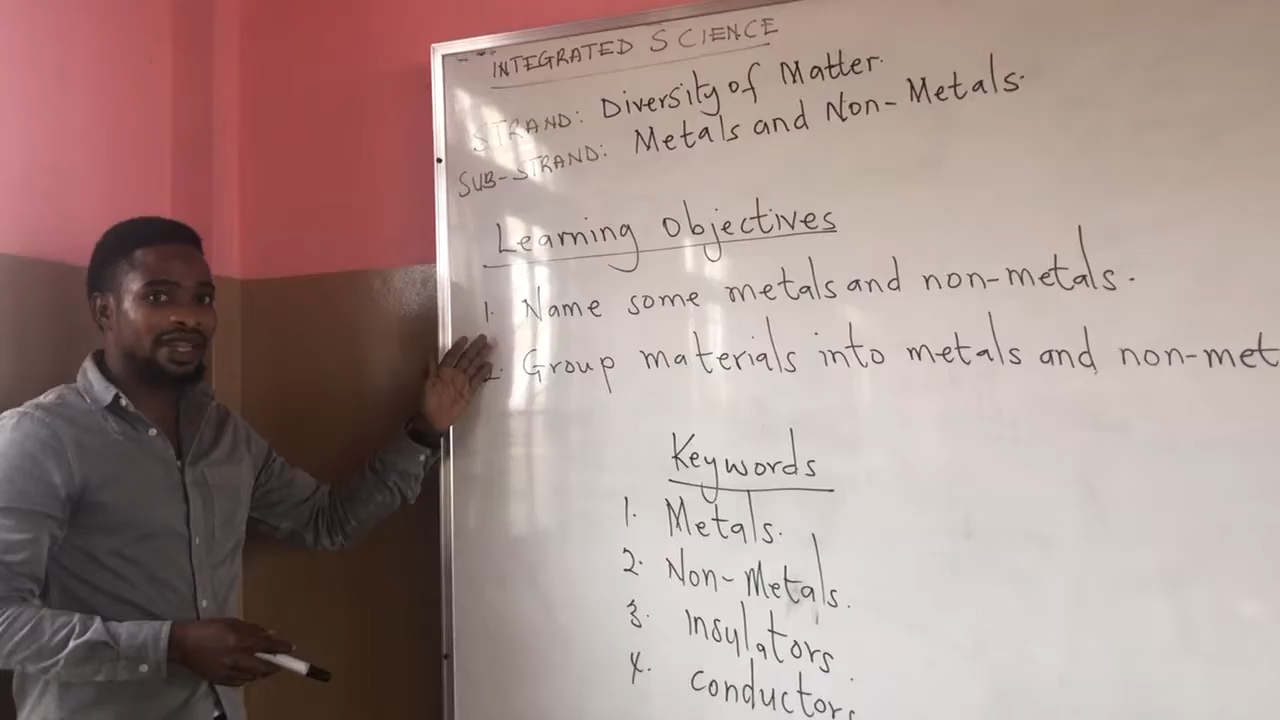 INTEGRATED SCIENCE
STRAND: Diversity of Matter.
SUB-STRAND: Metals and Non-Metals.
Learning Objectives
1. Name some metals and non-metals.
2. Group materials into metals and non-met
Keywords
1. Metals.
2. Non-Metals.
3. Insulators.
4. conductors